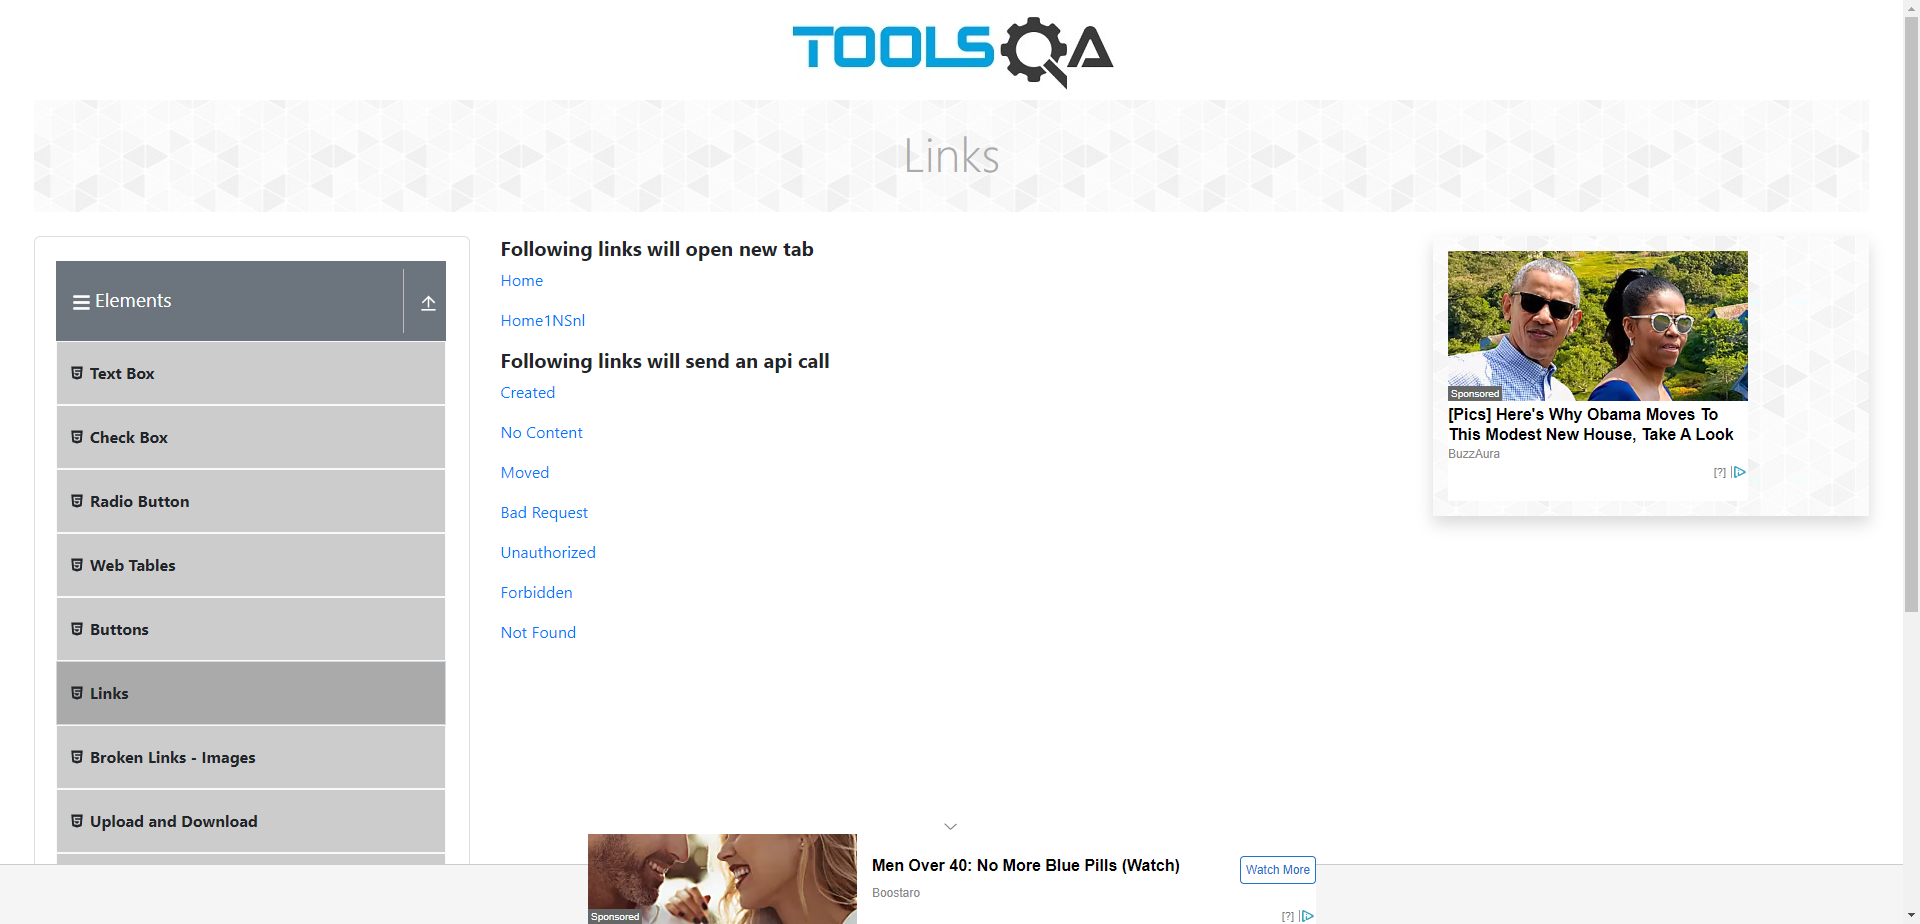 TOOLSQA
Links
Elements
Text Box
Check Box
Radio Button
Web Tables
Buttons
Links
Broken Links - Images
Upload and Download
Following links will open new tab
Home
Home1NSnl
Following links will send an api call
Created
No Content
Moved
Bad Request
Unauthorized
Forbidden
Not Found
Sponsored
[Pics] Here's Why Obama Moves To
This Modest New House, Take A Look
BuzzAura
[?]
Sponsored
Men Over 40: No More Blue Pills (Watch)
Boostaro
Watch More
[?]